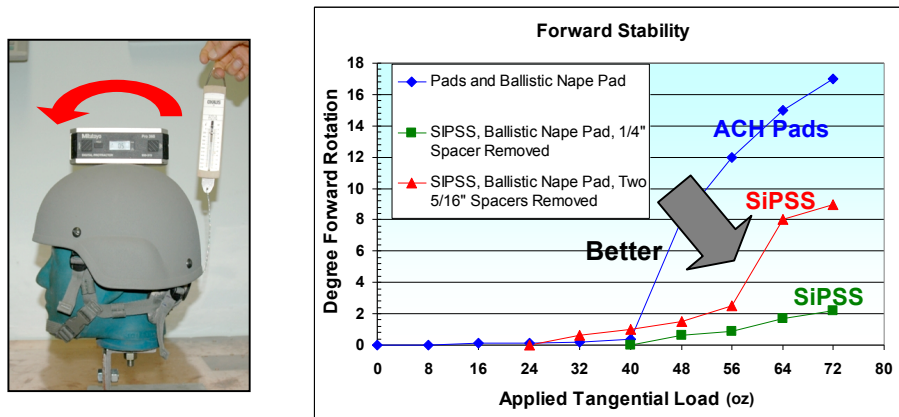 Mitutoyo
Forward Stability
Degree Forward Rotation
18
16
14
12
10
8
6
4
2
0
Pads and Ballistic Nape Pad
SIPSS, Ballistic Nape Pad, 1/4"
Spacer Removed
SIPSS, Ballistic Nape Pad, Two
5/16" Spacers Removed
ACH Pads
SiPSS
Better
SiPSS
0 8 16 24 32 40 48 56 64 72 80
Applied Tangential Load (oz)